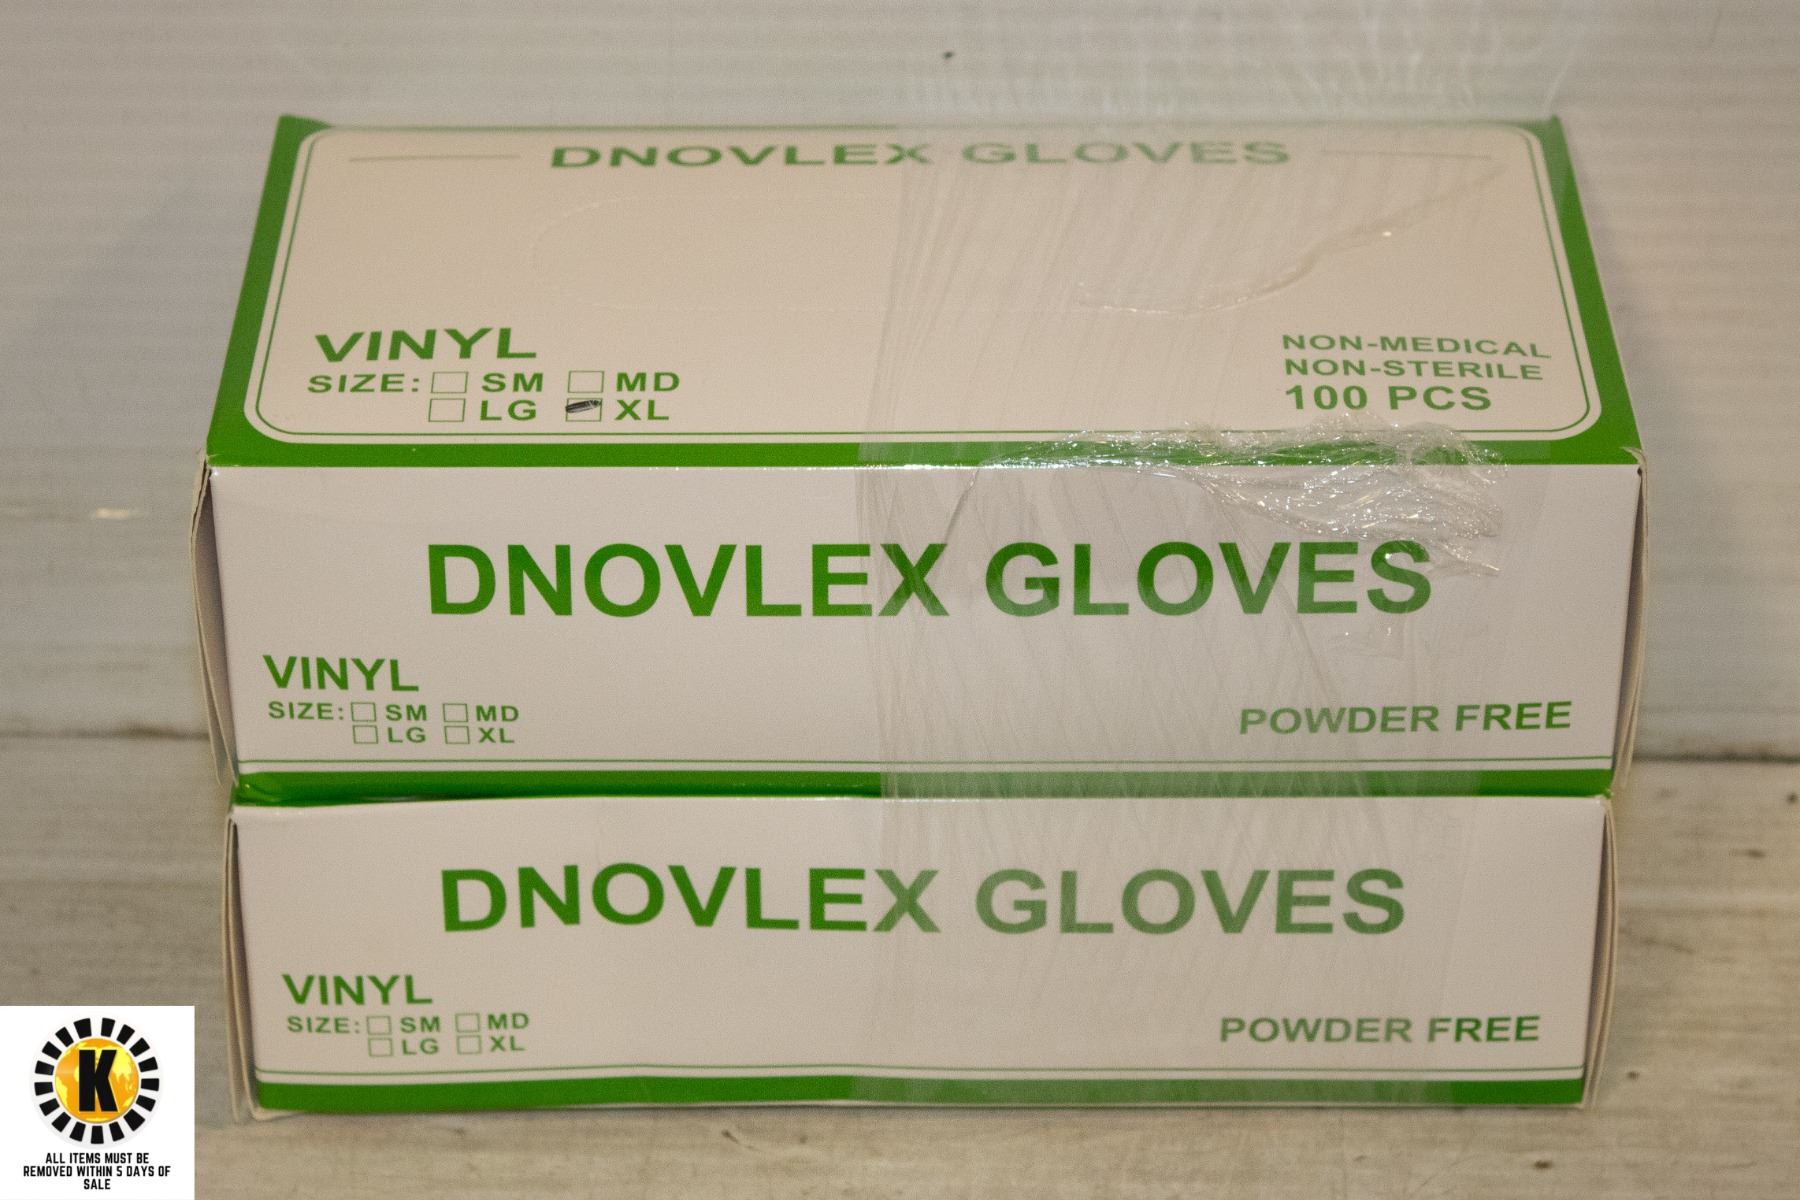 DNOVLEX GLOVES
VINYL
SIZE: SM MD
LG XL
NON-MEDICAL
NON-STERILE
100 PCS
DNOVLEX GLOVES
VINYL
SIZE: SM MD
LG XL
POWDER FREE
DNOVLEX GLOVES
VINYL
SIZE: SM MD
LG XL
POWDER FREE
K
ALL ITEMS MUST BE
REMOVED WITHIN 5 DAYS OF
SALE